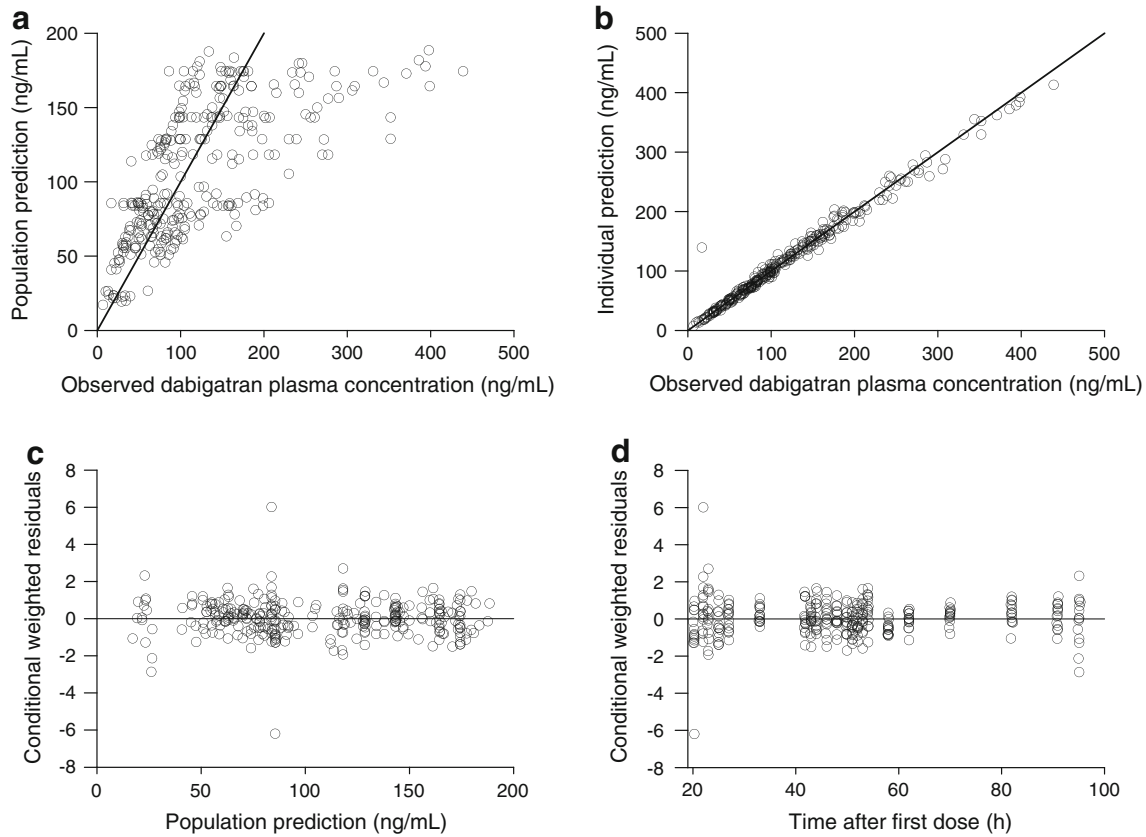 a
Population prediction (ng/mL)
200
150
100
50
0
0 100 200 300 400 500
Observed dabigatran plasma concentration (ng/mL)
b
Individual prediction (ng/mL)
500
400
300
200
100
0
0 100 200 300 400 500
Observed dabigatran plasma concentration (ng/mL)
c
Conditional weighted residuals
8
6
4
2
0
-2
-4
-6
-8
0 50 100 150 200
Population prediction (ng/mL)
d
Conditional weighted residuals
8
6
4
2
0
-2
-4
-6
-8
20 40 60 80 100
Time after first dose (h)